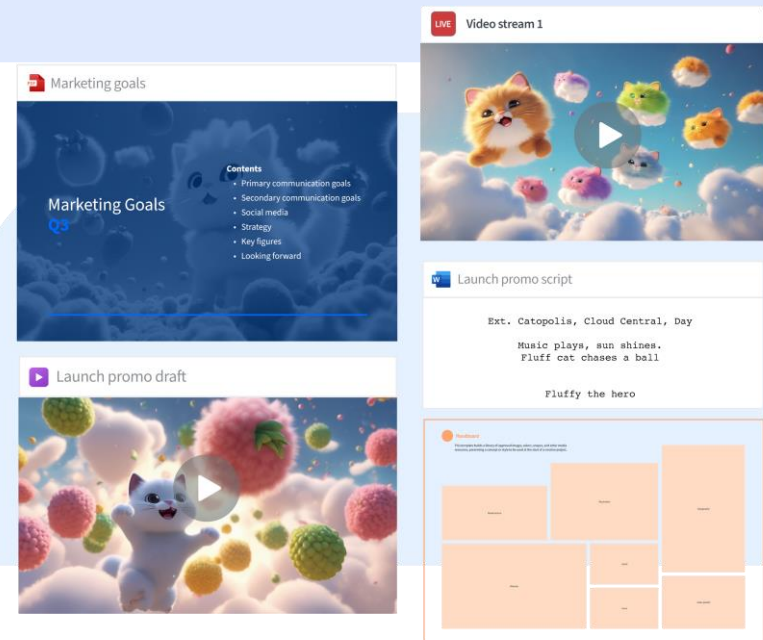 Marketing goals
Marketing Goals
Q3
Contents
• Primary communication goals
• Secondary communication goals
• Social media
• Strategy
• Key figures
• Looking forward
Launch promo draft
LIVE Video stream 1
W Launch promo script
Ext. Catopolis, Cloud Central, Day
Music plays, sun shines.
Fluff cat chases a ball
Fluffy the hero
Moodboard